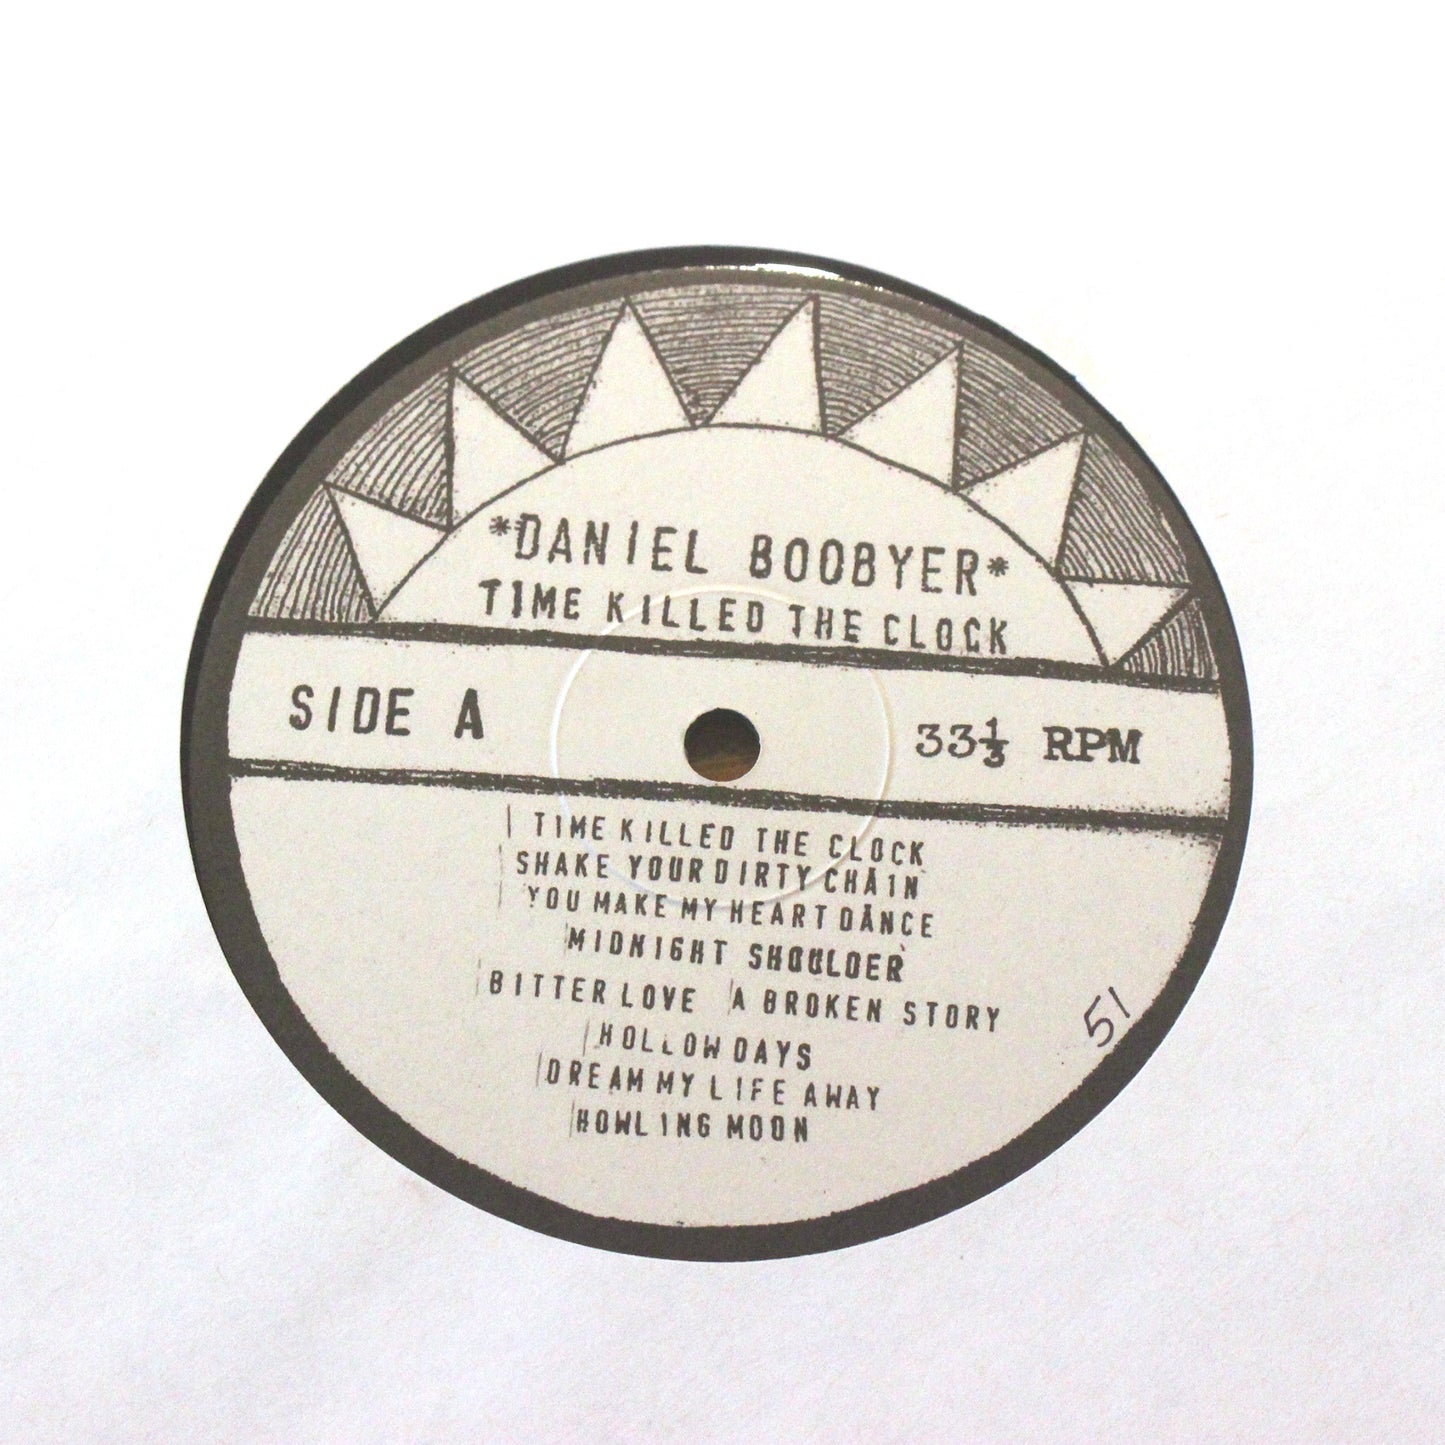 *DANIEL BOOBYER*
TIME KILLED THE CLOCK
SIDE A
33⅓ RPM
TIME KILLED THE CLOCK
SHAKE YOUR DIRTY CHAIN
YOU MAKE MY HEART DANCE
MIDNIGHT SHOULDER
BITTER LOVE A BROKEN STORY
HOLLOW DAYS
DREAM MY LIFE AWAY
HOWLING MOON
51